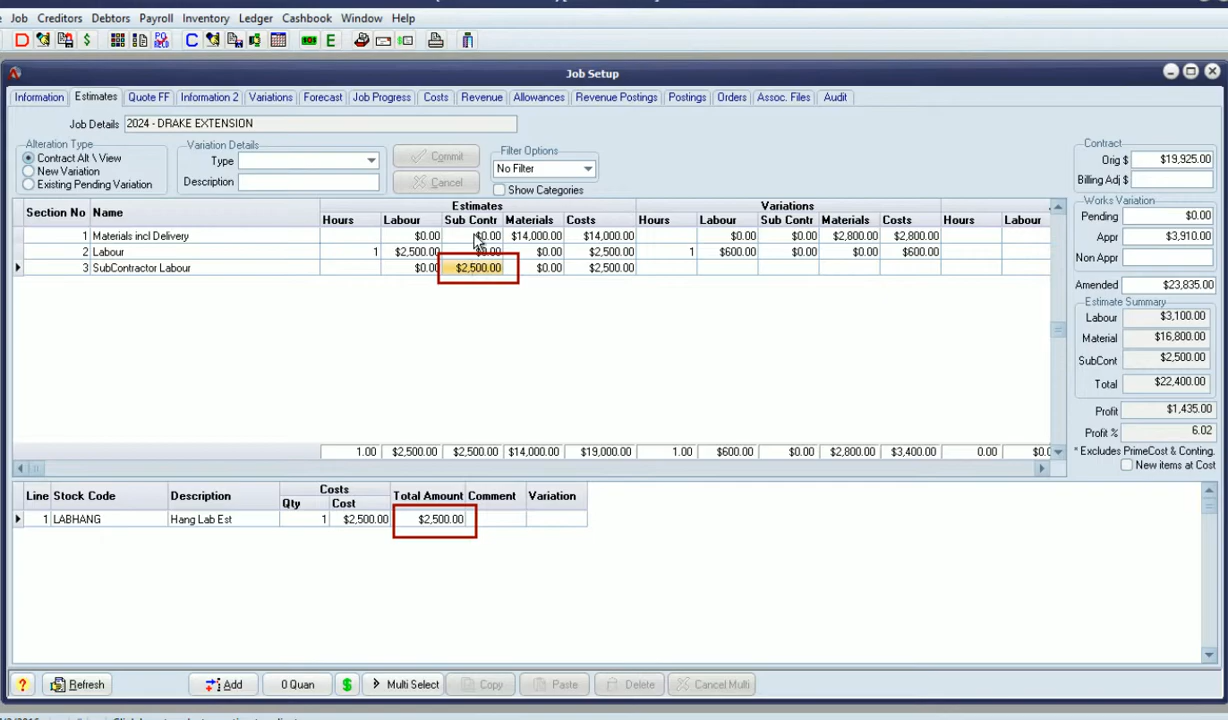 Job Creditors Debtors Payroll Inventory Ledger Cashbook Window Help
D $ PO RECD C SOS E
Job Setup
Information Estimates Quote FF Information 2 Variations Forecast Job Progress Costs Revenue Allowances Revenue Postings Postings Orders Assoc. Files Audit
Job Details 2024 - DRAKE EXTENSION
Alteration Type Variation Details Filter Options Contract
Contract Alt \ View Type Commit No Filter Orig $ $19,925.00
New Variation Billing Adj $
Existing Pending Variation Description Cancel Show Categories Works Variation
Estimates Variations Pending $0.00
Section No Name Hours Labour Sub Contr Materials Costs Hours Labour Sub Contr Materials Costs Hours Labour
1 Materials incl Delivery $0.00 $0.00 $14,000.00 $14,000.00 $0.00 $0.00 $2,800.00 $2,800.00 Appr $3,910.00
2 Labour 1 $2,500.00 $0.00 $0.00 $2,500.00 1 $600.00 $0.00 $0.00 $600.00 Non Appr
3 SubContractor Labour $0.00 $2,500.00 $0.00 $2,500.00
Amended $23,835.00
Estimate Summary
Labour $3,100.00
Material $16,800.00
SubCont $2,500.00
Total $22,400.00
Profit $1,435.00
Profit % 6.02
1.00 $2,500.00 $2,500.00 $14,000.00 $19,000.00 1.00 $600.00 $0.00 $2,800.00 $3,400.00 0.00 $0.0 * Excludes PrimeCost & Conting.
New items at Cost
Line Stock Code Description Costs Total Amount Comment Variation
Qty Cost
1 LABHANG Hang Lab Est 1 $2,500.00 $2,500.00
? Refresh Add 0 Quan $ Multi Select Copy Paste Delete Cancel Multi